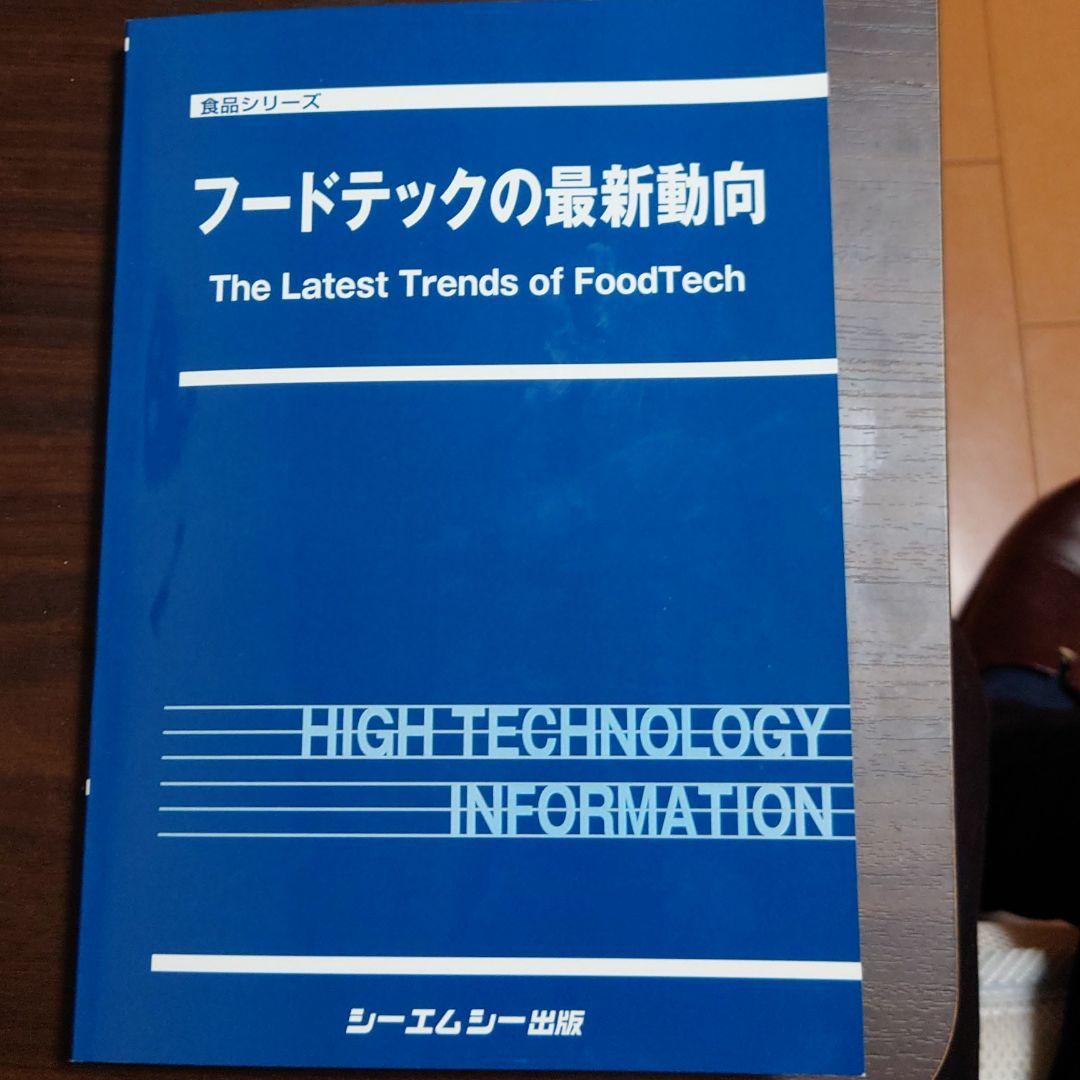 食品シリーズ
フードテックの最新動向
The Latest Trends of FoodTech
HIGH TECHNOLOGY
INFORMATION
シーエムシー出版